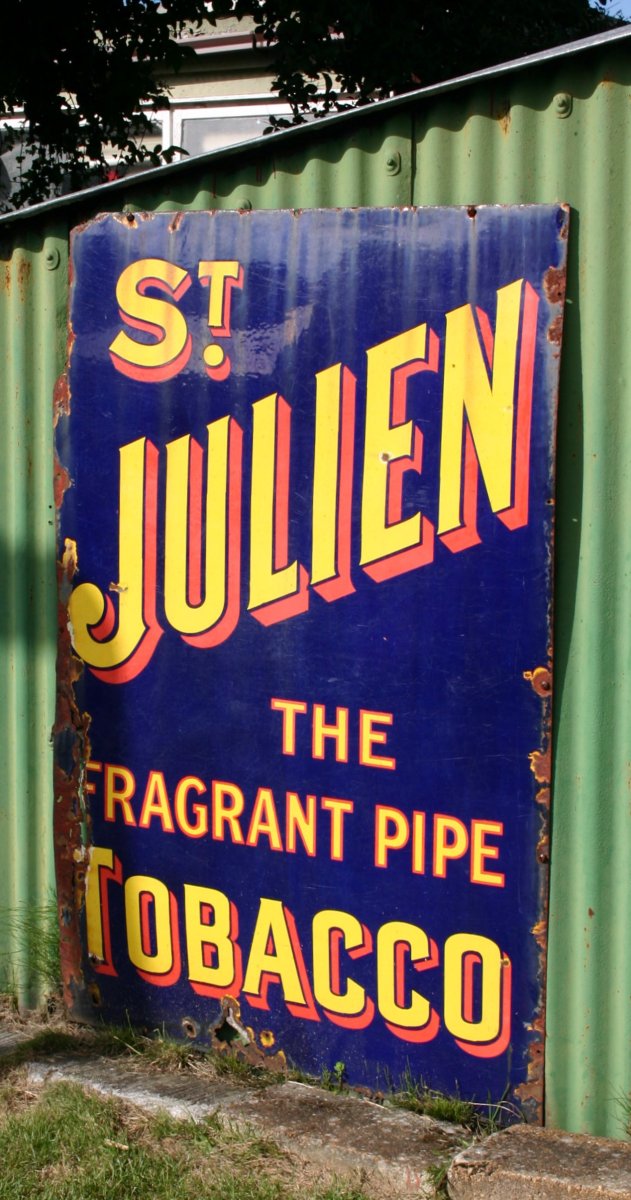 ST.
JULIEN
THE
FRAGRANT PIPE
TOBACCO